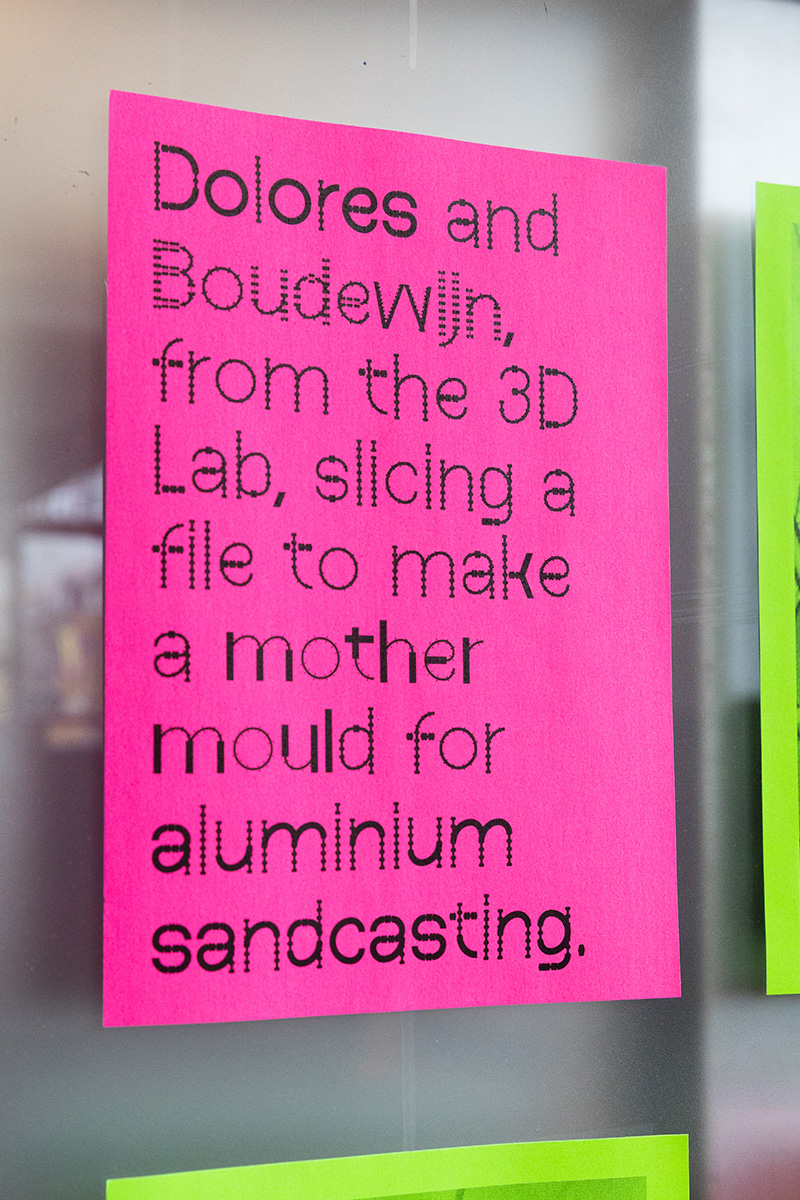 Dolores and
Boudewijn,
from the 3D
Lab, slicing a
file to make
a mother
mould for
aluminium
sandcasting.